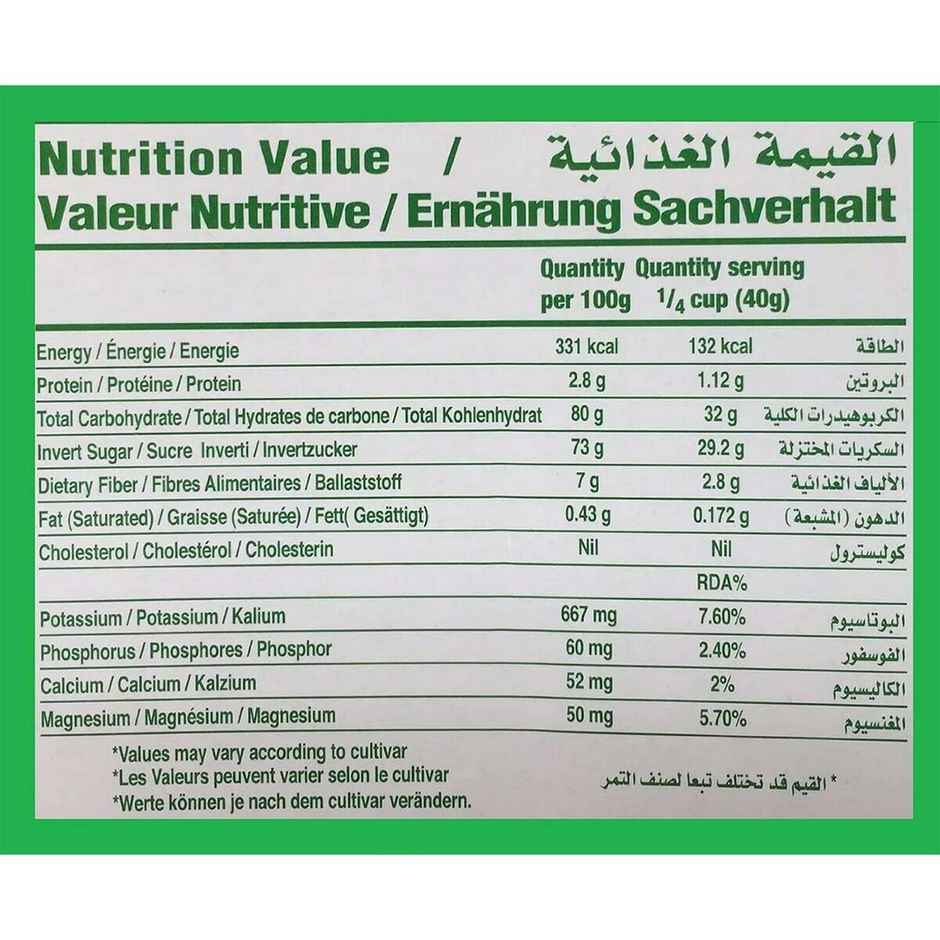 Nutrition Value / القيمة الغذائية
Valeur Nutritive / Ernährung Sachverhalt
Quantity per 100g Quantity serving 1/4 cup (40g)
Energy / Énergie / Energie 331 kcal 132 kcal الطاقة
Protein / Protéine / Protein 2.8 g 1.12 g البروتين
Total Carbohydrate / Total Hydrates de carbone / Total Kohlenhydrat 80 g 32 g الكربوهيدرات الكلية
Invert Sugar / Sucre Inverti / Invertzucker 73 g 29.2 g السكريات المختزلة
Dietary Fiber / Fibres Alimentaires / Ballaststoff 7 g 2.8 g الألياف الغذائية
Fat (Saturated) / Graisse (Saturée) / Fett( Gesättigt) 0.43 g 0.172 g الدهون (المشبعة)
Cholesterol / Cholestérol / Cholesterin Nil Nil كوليسترول
RDA%
Potassium / Potassium / Kalium 667 mg 7.60% البوتاسيوم
Phosphorus / Phosphores / Phosphor 60 mg 2.40% الفوسفور
Calcium / Calcium / Kalzium 52 mg 2% الكاليسيوم
Magnesium / Magnésium / Magnesium 50 mg 5.70% المغنسيوم
*Values may vary according to cultivar
*Les Valeurs peuvent varier selon le cultivar
*Werte können je nach dem cultivar verändern.
* القيم قد تختلف تبعا لصنف التمر